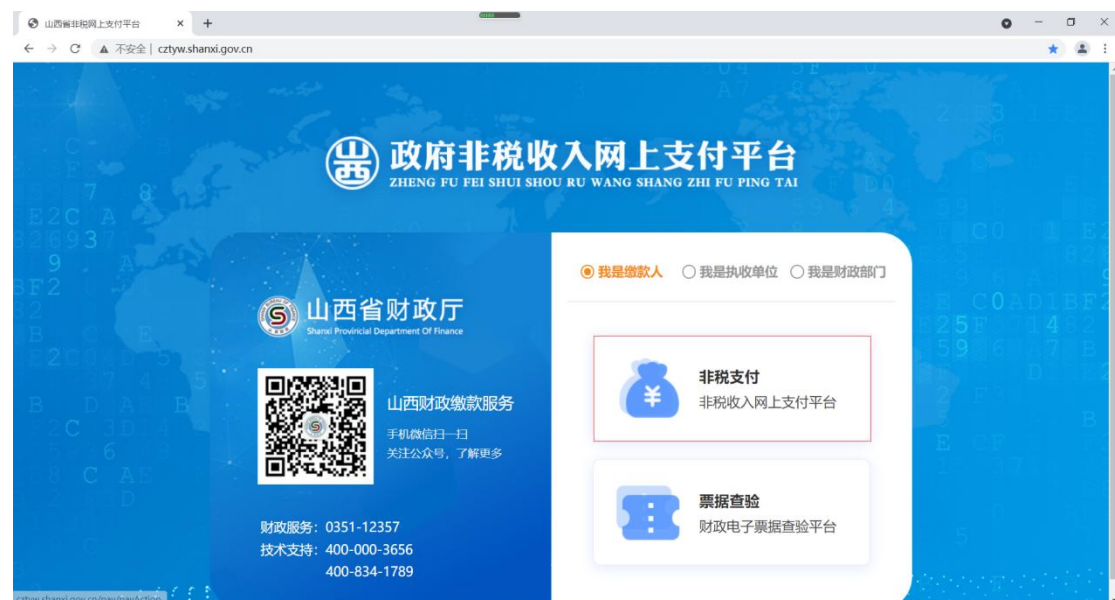 山西省非税网上支付平台
不安全 | cztyw.shanxi.gov.cn
政府非税收入网上支付平台
ZHENG FU FEI SHUI SHOU RU WANG SHANG ZHI FU PING TAI
山西省财政厅
Shanxi Provincial Department Of Finance
山西财政缴款服务
手机微信扫一扫
关注公众号，了解更多
财政服务：0351-12357
技术支持：400-000-3656
400-834-1789
我是缴款人 我是执收单位 我是财政部门
非税支付
非税收入网上支付平台
票据查验
财政电子票据查验平台
cztyw.shanxi.gov.cn/nav/navAction